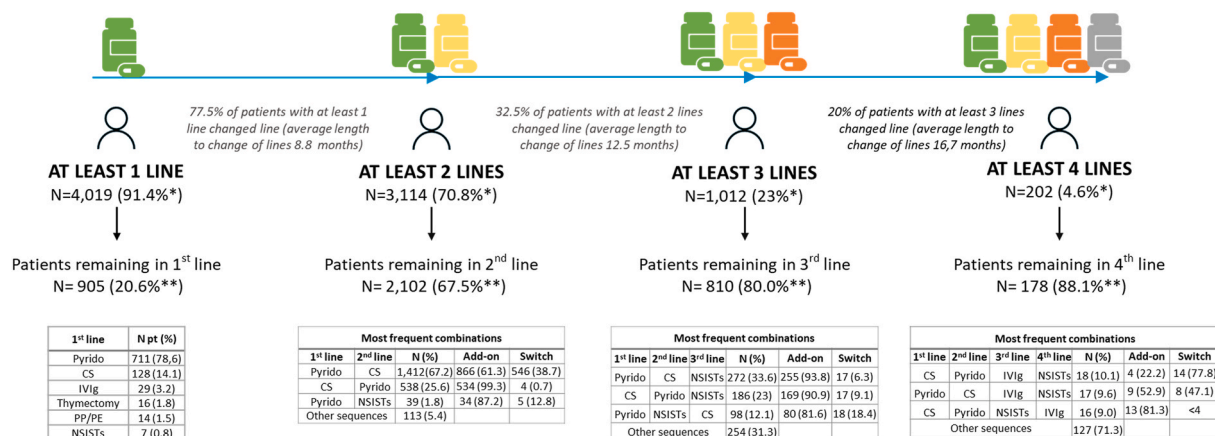 77.5% of patients with at least 1
line changed line (average length
to change of lines 8.8 months)
32.5% of patients with at least 2 lines
changed line (average length to
change of lines 12.5 months)
20% of patients with at least 3 lines
changed line (average length to
change of lines 16,7 months)
AT LEAST 1 LINE
N=4,019 (91.4%*)
AT LEAST 2 LINES
N=3,114 (70.8%*)
AT LEAST 3 LINES
N=1,012 (23%*)
AT LEAST 4 LINES
N=202 (4.6%*)
Patients remaining in 1st line
N= 905 (20.6%**)
Patients remaining in 2nd line
N= 2,102 (67.5%**)
Patients remaining in 3rd line
N= 810 (80.0%**)
Patients remaining in 4th line
N= 178 (88.1%**)
1st line N pt (%)
Pyrido 711 (78,6)
CS 128 (14.1)
IVIg 29 (3.2)
Thymectomy 16 (1.8)
PP/PE 14 (1.5)
NSISTs 7 (0.8)
Most frequent combinations
1st line 2nd line N (%) Add-on Switch
Pyrido CS 1,412(67.2) 866 (61.3) 546 (38.7)
CS Pyrido 538 (25.6) 534 (99.3) 4 (0.7)
Pyrido NSISTs 39 (1.8) 34 (87.2) 5 (12.8)
Other sequences 113 (5.4)
Most frequent combinations
1st line 2nd line 3rd line N (%) Add-on Switch
Pyrido CS NSISTs 272 (33.6) 255 (93.8) 17 (6.3)
CS Pyrido NSISTs 186 (23) 169 (90.9) 17 (9.1)
Pyrido NSISTs CS 98 (12.1) 80 (81.6) 18 (18.4)
Other sequences 254 (31.3)
Most frequent combinations
1st line 2nd line 3rd line 4th line N (%) Add-on Switch
CS Pyrido IVIg NSISTs 18 (10.1) 4 (22.2) 14 (77.8)
Pyrido CS IVIg NSISTs 17 (9.6) 9 (52.9) 8 (47.1)
CS Pyrido NSISTs IVIg 16 (9.0) 13 (81.3) <4
Other sequences 127 (71.3)